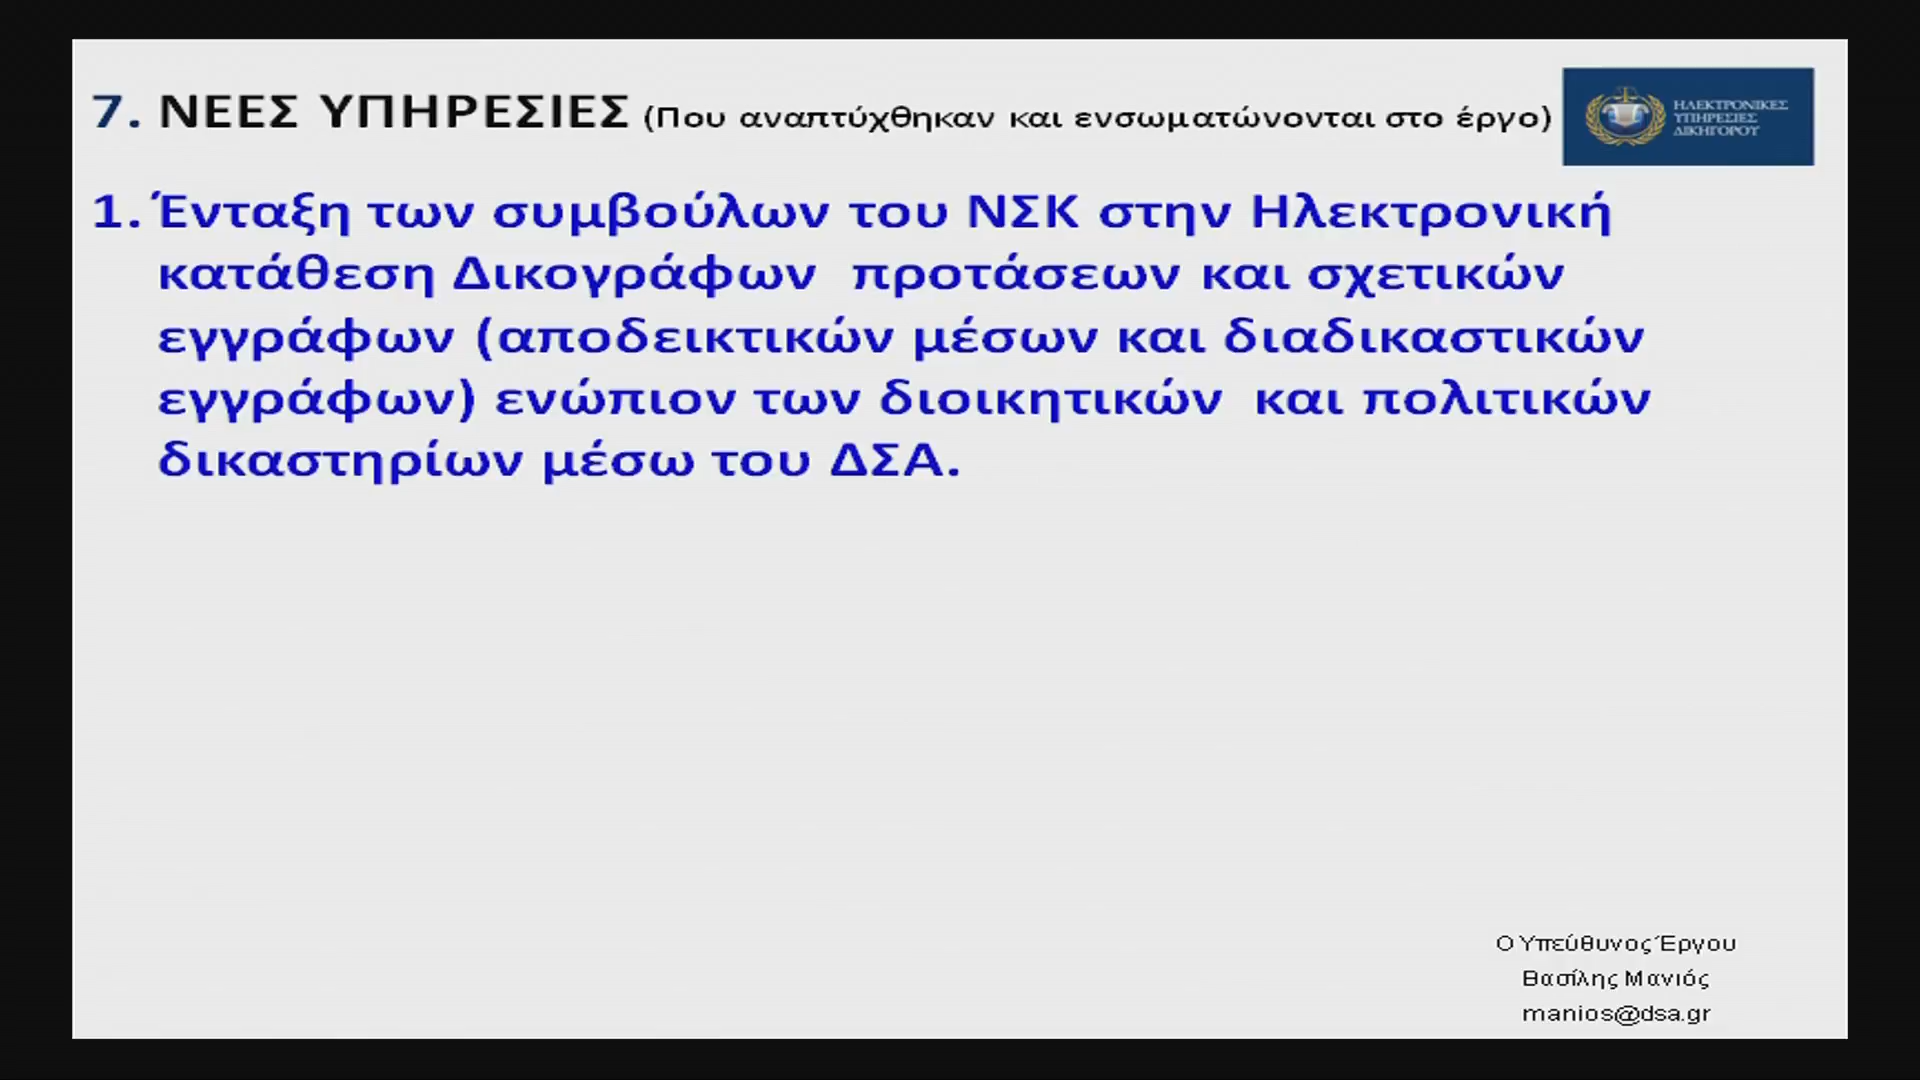 7. ΝΕΕΣ ΥΠΗΡΕΣΙΕΣ (Που αναπτύχθηκαν και ενσωματώνονται στο έργο)
ΗΛΕΚΤΡΟΝΙΚΕΣ
ΥΠΗΡΕΣΙΕΣ
ΔΙΚΗΓΟΡΟΥ
1. Ένταξη των συμβούλων του ΝΣΚ στην Ηλεκτρονική
κατάθεση Δικογράφων προτάσεων και σχετικών
εγγράφων (αποδεικτικών μέσων και διαδικαστικών
εγγράφων) ενώπιον των διοικητικών και πολιτικών
δικαστηρίων μέσω του ΔΣΑ.
Ο Υπεύθυνος Έργου
Βασίλης Μανιός
manios@dsa.gr